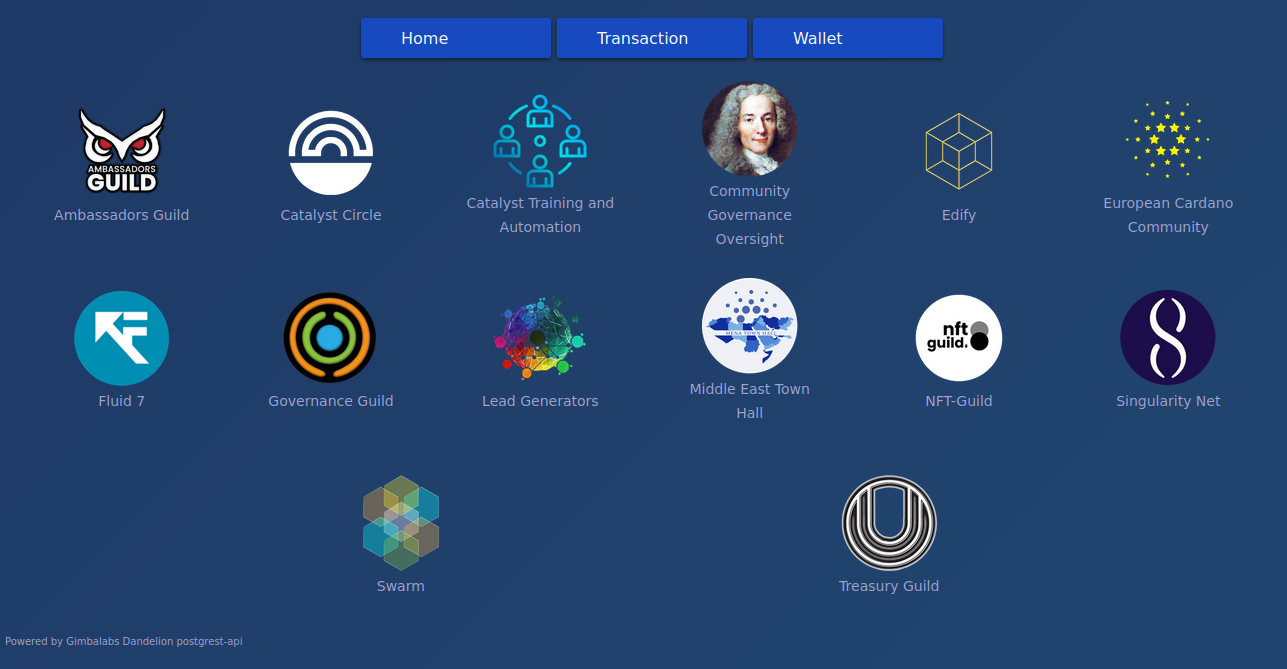 Home
Transaction
Wallet
AMBASSADORS
GUILD
Ambassadors Guild
Catalyst Circle
Catalyst Training and
Automation
Community
Governance
Oversight
Edify
European Cardano
Community
Fluid 7
Governance Guild
Lead Generators
MENA TOWN HALL
Middle East Town
Hall
nft
guild.
NFT-Guild
Singularity Net
Swarm
Treasury Guild
Powered by Gimbalabs Dandelion postgrest-api